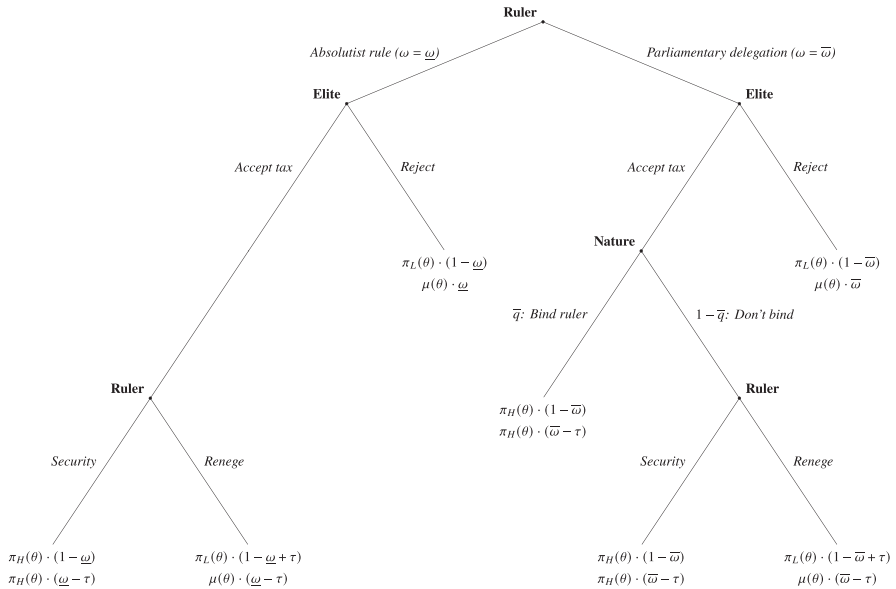 Ruler
Absolutist rule (ω = ω̲)
Parliamentary delegation (ω = ω̅)
Elite
Elite
Accept tax
Reject
Accept tax
Reject
Nature
π_L(θ) · (1 − ω̲)
μ(θ) · ω̲
π_L(θ) · (1 − ω̅)
μ(θ) · ω̅
q̅: Bind ruler
1 − q̅: Don't bind
Ruler
Ruler
π_H(θ) · (1 − ω̅)
π_H(θ) · (ω̅ − τ)
Security
Renege
Security
Renege
π_H(θ) · (1 − ω̲)
π_H(θ) · (ω̲ − τ)
π_L(θ) · (1 − ω̲ + τ)
μ(θ) · (ω̲ − τ)
π_H(θ) · (1 − ω̅)
π_H(θ) · (ω̅ − τ)
π_L(θ) · (1 − ω̅ + τ)
μ(θ) · (ω̅ − τ)